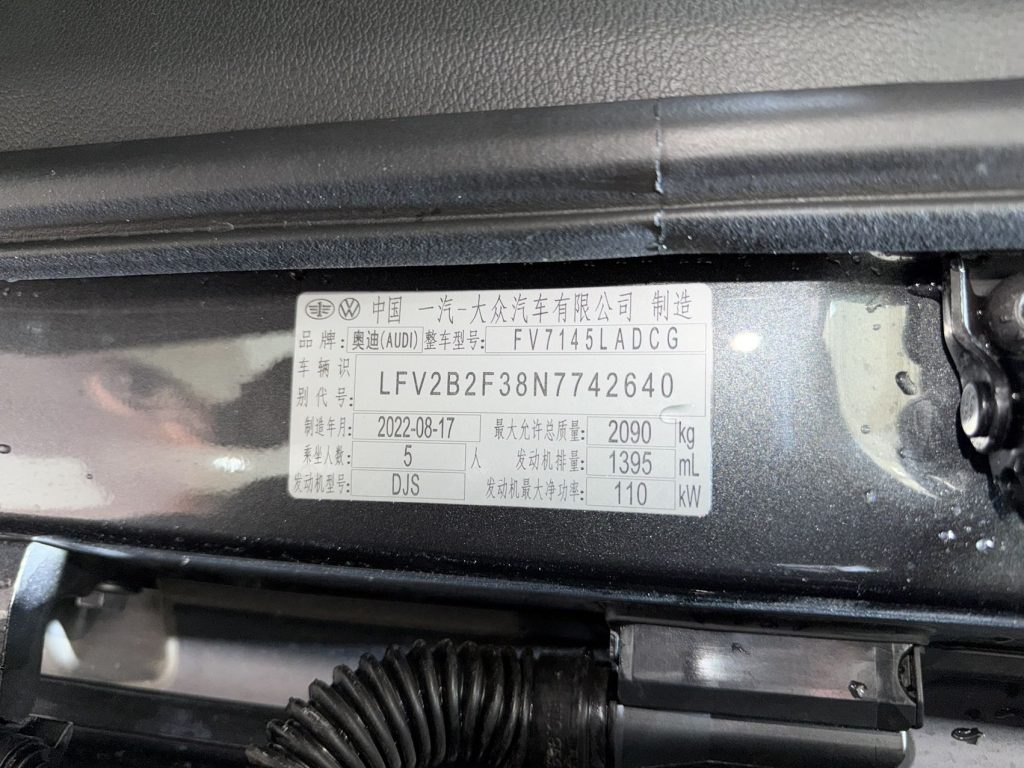 中国 一汽-大众汽车有限公司 制造
品牌: 奥迪(AUDI) 整车型号: FV7145LADCG
车辆识别代号: LFV2B2F38N7742640
制造年月: 2022-08-17 最大允许总质量: 2090 kg
乘坐人数: 5 人 发动机排量: 1395 mL
发动机型号: DJS 发动机最大净功率: 110 kW